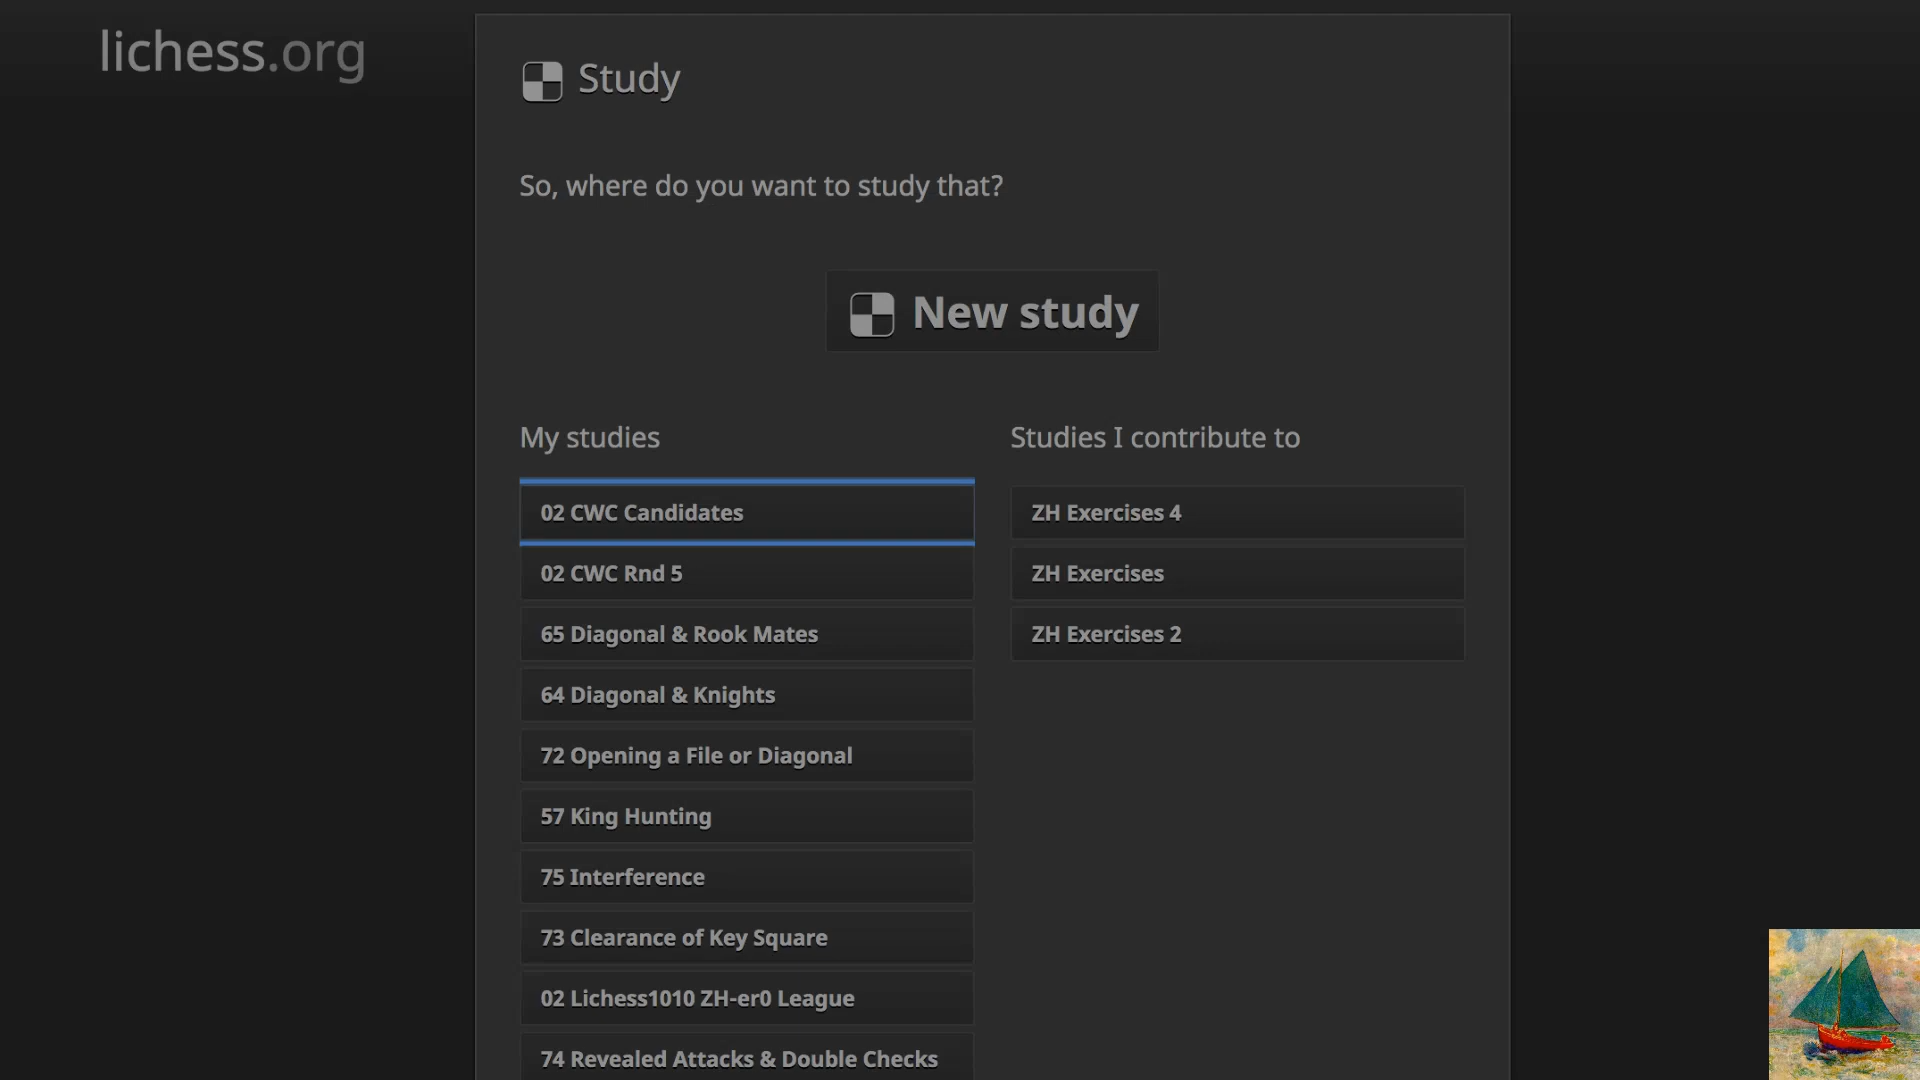 lichess.org
Study
So, where do you want to study that?
New study
My studies
02 CWC Candidates
02 CWC Rnd 5
65 Diagonal & Rook Mates
64 Diagonal & Knights
72 Opening a File or Diagonal
57 King Hunting
75 Interference
73 Clearance of Key Square
02 Lichess1010 ZH-er0 League
74 Revealed Attacks & Double Checks
Studies I contribute to
ZH Exercises 4
ZH Exercises
ZH Exercises 2